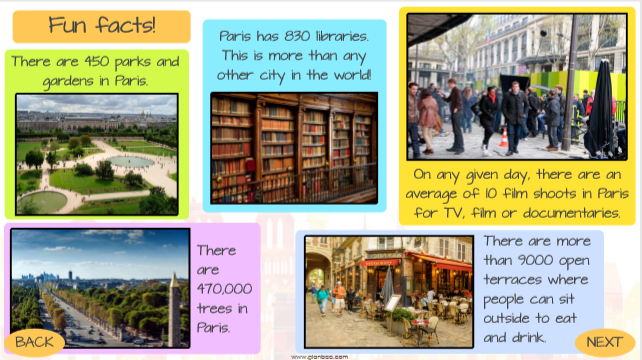 Fun facts!
There are 450 parks and
gardens in Paris.
Paris has 830 libraries.
This is more than any
other city in the world!
On any given day, there are an
average of 10 film shoots in Paris
for TV, film or documentaries.
There
are
470,000
trees in
Paris.
There are more
than 9000 open
terraces where
people can sit
outside to eat
and drink.
BACK
NEXT